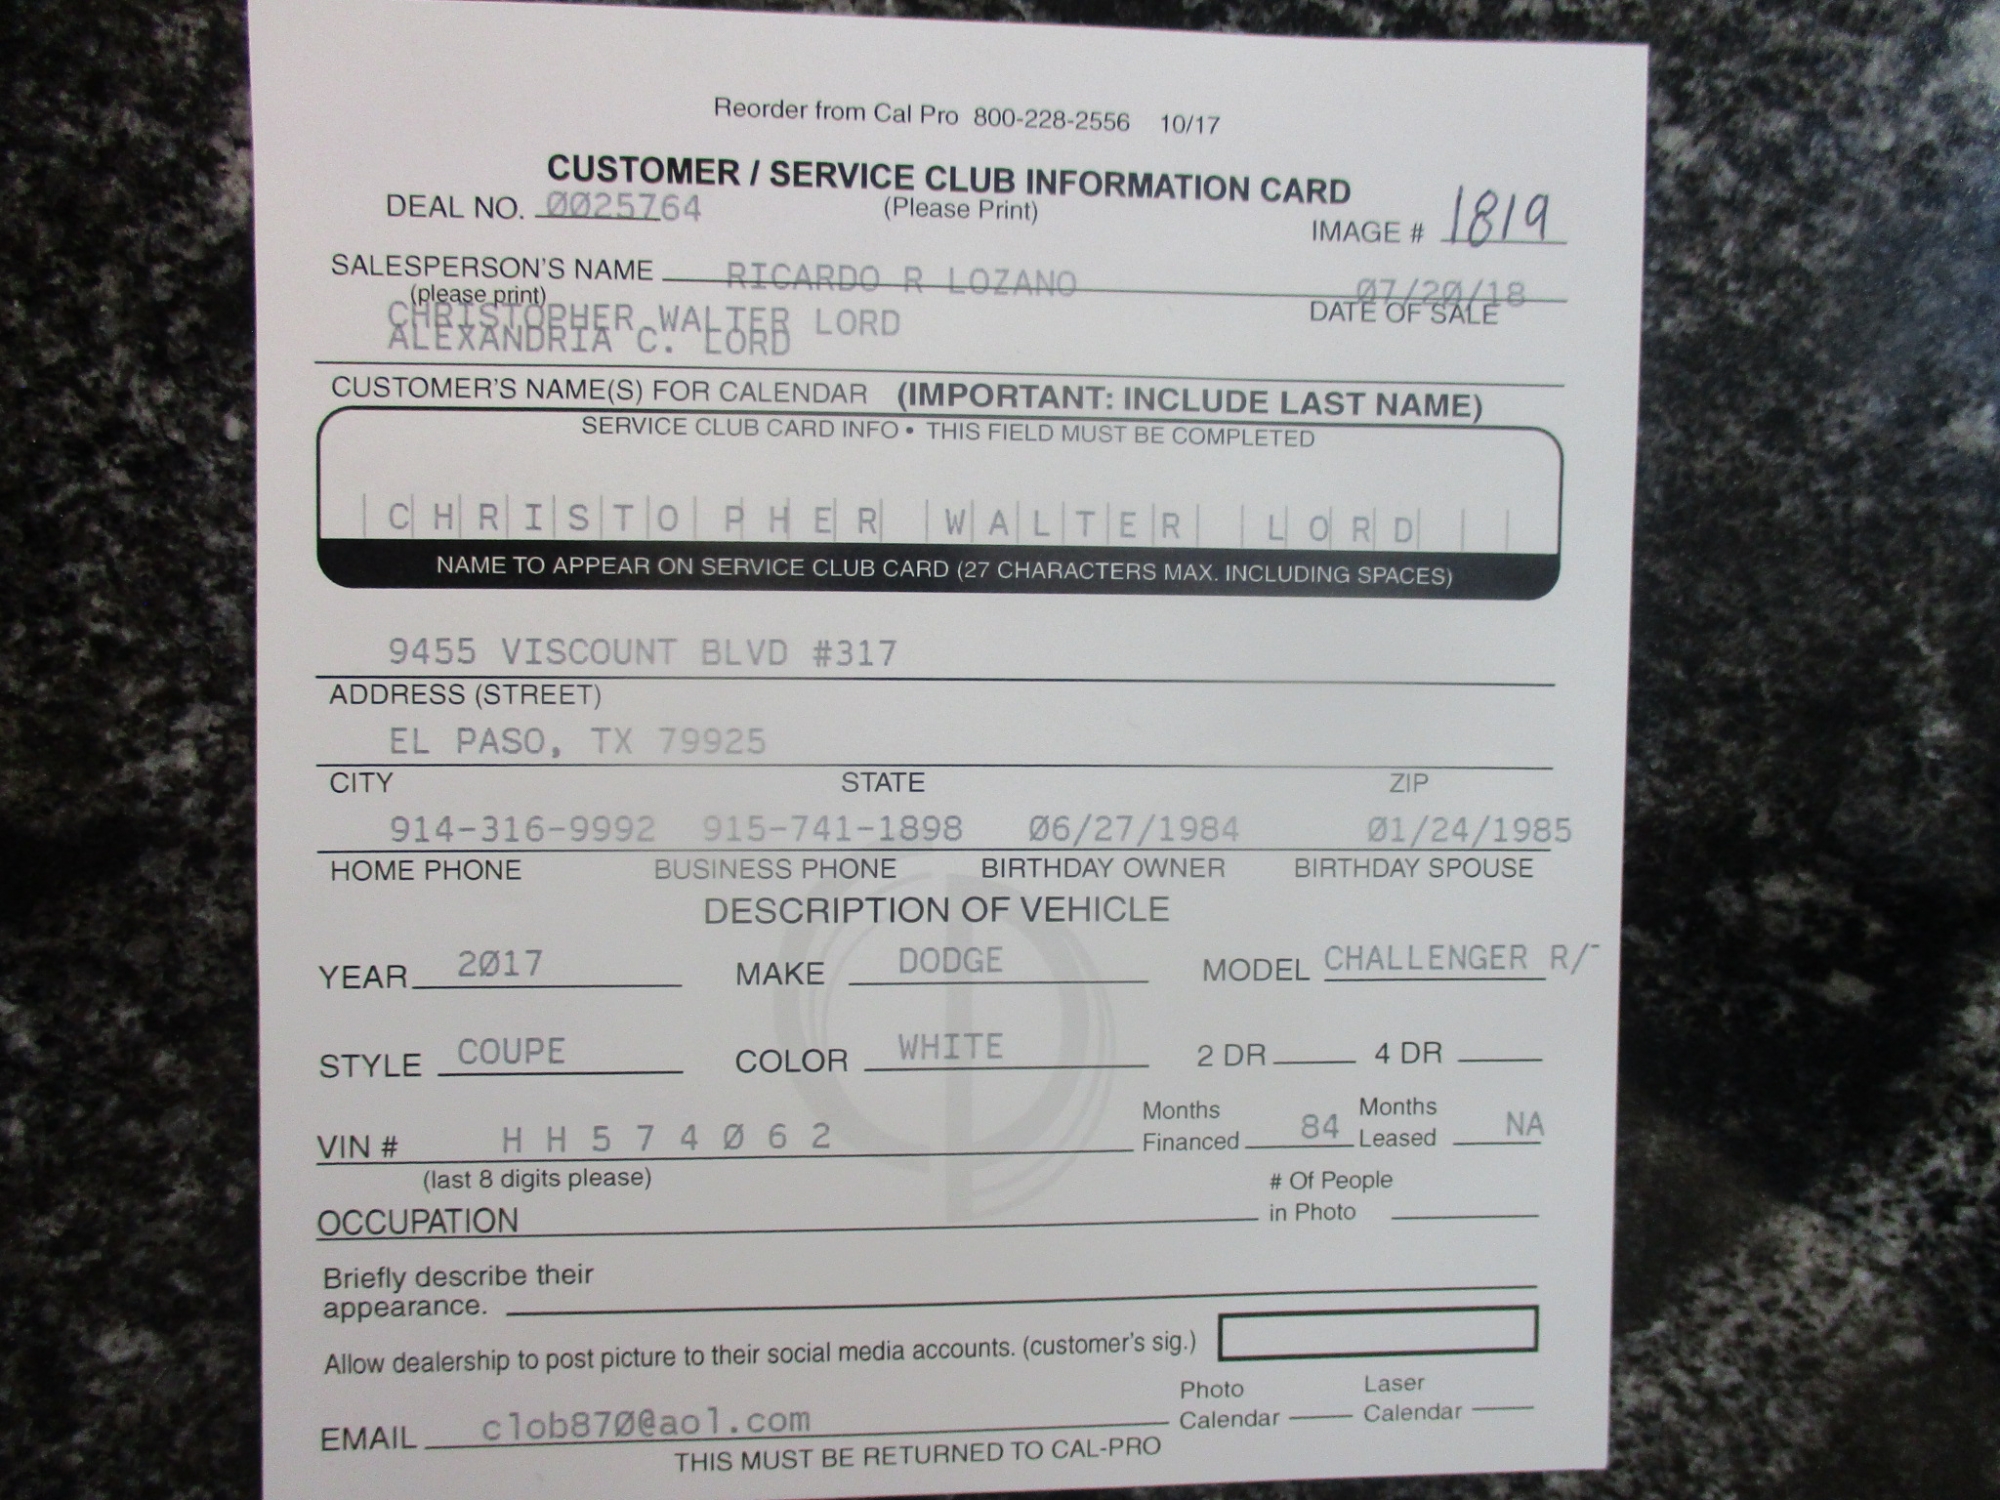 Reorder from Cal Pro 800-228-2556 10/17
CUSTOMER / SERVICE CLUB INFORMATION CARD
DEAL NO. 0025764 (Please Print)
IMAGE # 1819
SALESPERSON'S NAME RICARDO R LOZANO 07/20/18
(please print) DATE OF SALE
CHRISTOPHER WALTER LORD
ALEXANDRIA C. LORD
CUSTOMER'S NAME(S) FOR CALENDAR (IMPORTANT: INCLUDE LAST NAME)
SERVICE CLUB CARD INFO • THIS FIELD MUST BE COMPLETED
CHRISTOPHER WALTER LORD
NAME TO APPEAR ON SERVICE CLUB CARD (27 CHARACTERS MAX. INCLUDING SPACES)
9455 VISCOUNT BLVD #317
ADDRESS (STREET)
EL PASO, TX 79925
CITY STATE ZIP
914-316-9992 915-741-1898 06/27/1984 01/24/1985
HOME PHONE BUSINESS PHONE BIRTHDAY OWNER BIRTHDAY SPOUSE
DESCRIPTION OF VEHICLE
YEAR 2017 MAKE DODGE MODEL CHALLENGER R/
STYLE COUPE COLOR WHITE 2 DR 4 DR
VIN # HH574062 Months Financed 84 Months Leased NA
(last 8 digits please)
OCCUPATION # Of People in Photo
Briefly describe their
appearance.
Allow dealership to post picture to their social media accounts. (customer's sig.)
EMAIL clob870@aol.com Photo Calendar Laser Calendar
THIS MUST BE RETURNED TO CAL-PRO